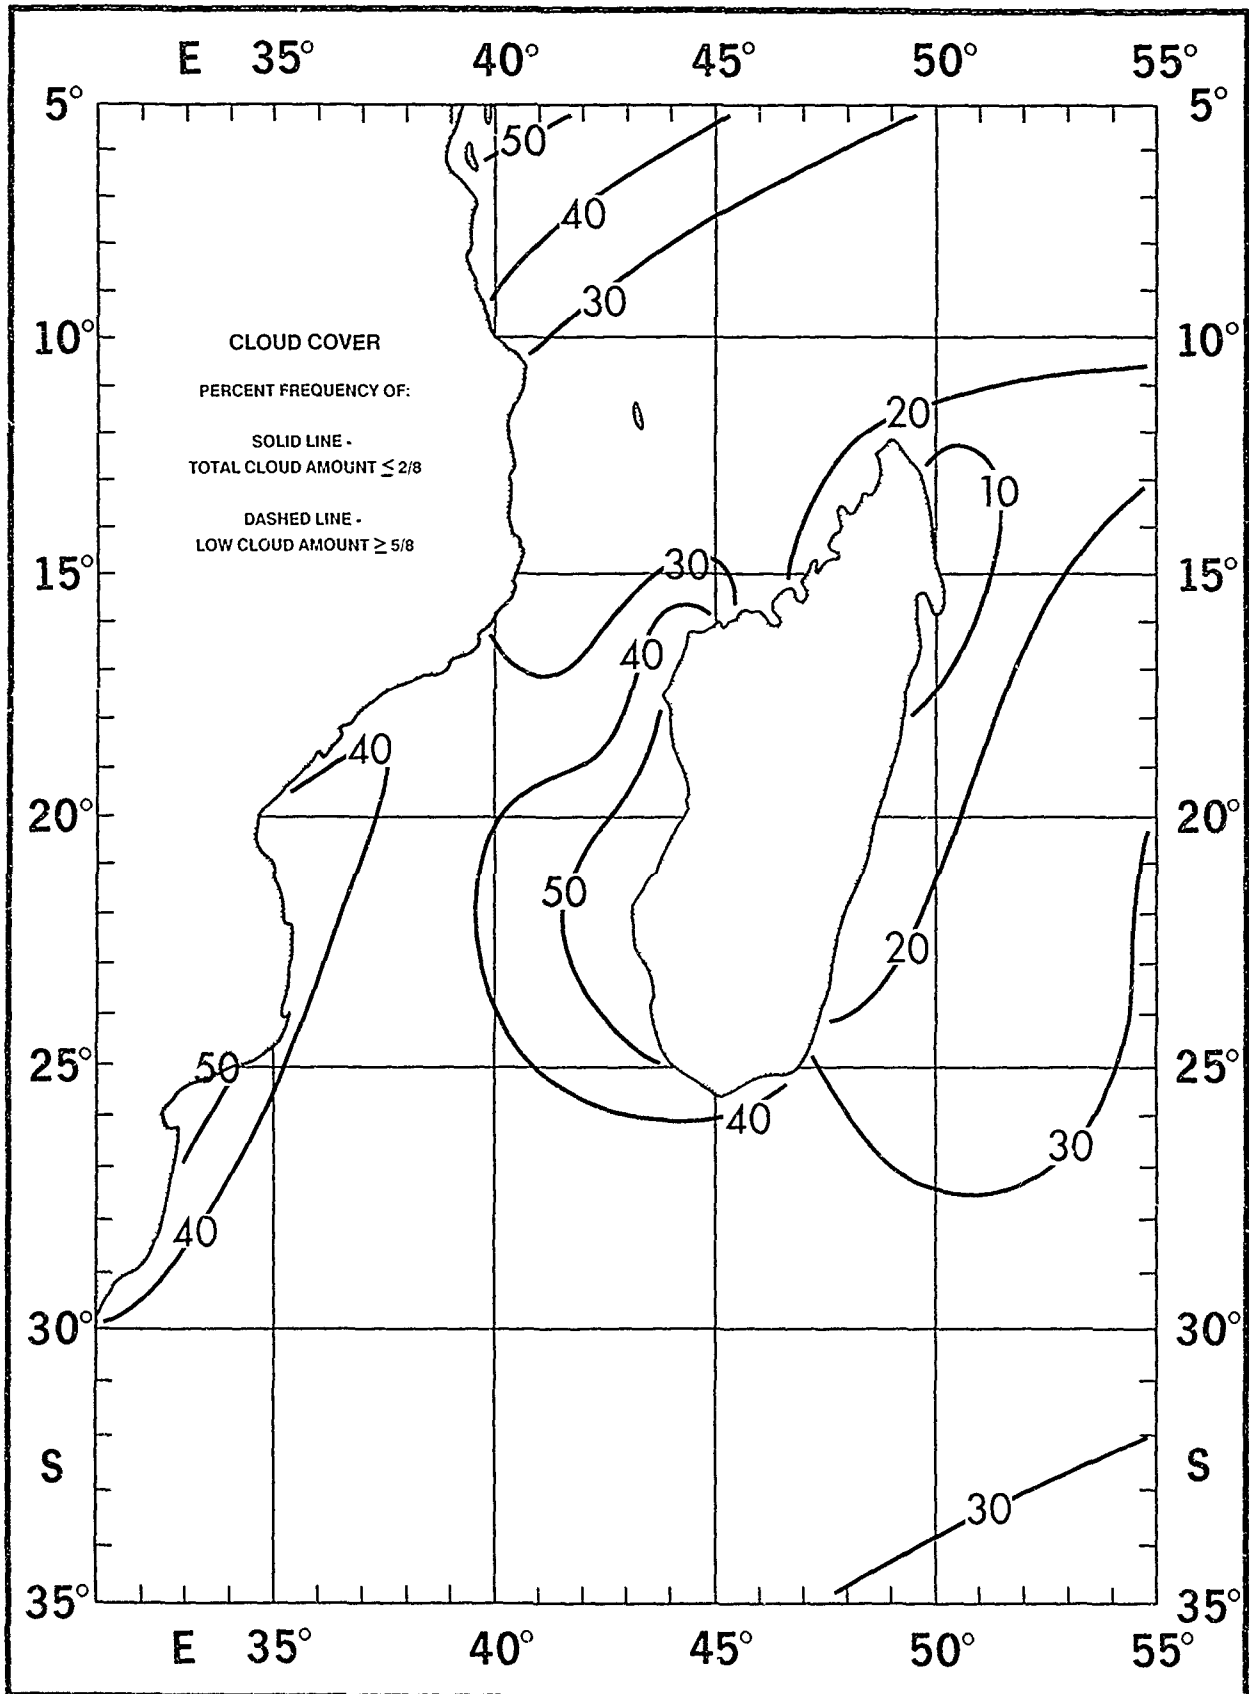 E 35° 40° 45° 50° 55°
5° 5°
50
40
30
10° 10°
CLOUD COVER
PERCENT FREQUENCY OF:
SOLID LINE -
TOTAL CLOUD AMOUNT ≤ 2/8
DASHED LINE -
LOW CLOUD AMOUNT ≥ 5/8
20
10
15° 15°
30
40
40
20° 20°
50
20
25° 25°
50
40
30
40
30° 30°
S S
30
35° 35°
E 35° 40° 45° 50° 55°